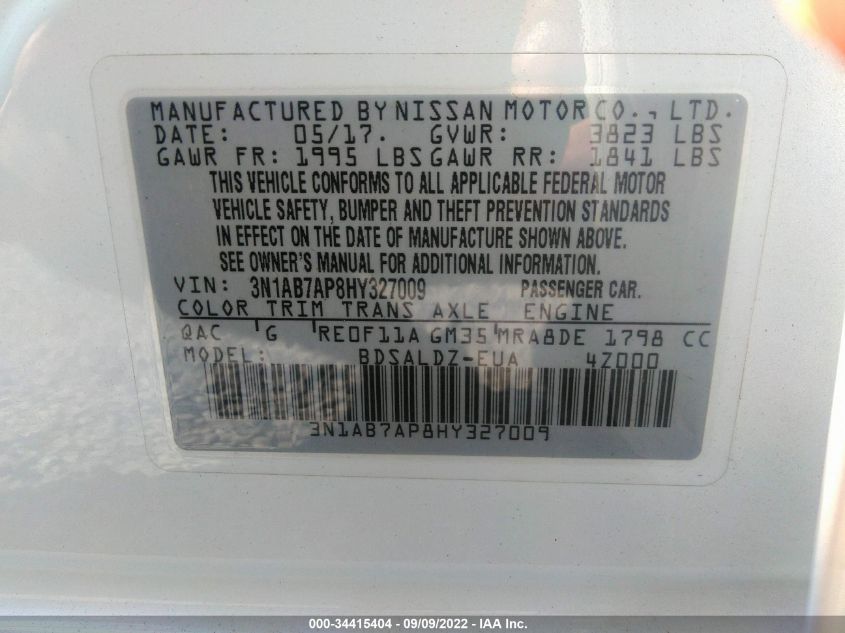 MANUFACTURED BY NISSAN MOTOR CO., LTD.
DATE: 05/17. GVWR: 3823 LBS
GAWR FR: 1995 LBS GAWR RR: 1841 LBS
THIS VEHICLE CONFORMS TO ALL APPLICABLE FEDERAL MOTOR
VEHICLE SAFETY, BUMPER AND THEFT PREVENTION STANDARDS
IN EFFECT ON THE DATE OF MANUFACTURE SHOWN ABOVE.
SEE OWNER'S MANUAL FOR ADDITIONAL INFORMATION.
VIN: 3N1AB7AP8HY327009 PASSENGER CAR.
COLOR TRIM TRANS AXLE ENGINE
QAC G RE0F11A GM35 MRA8DE 1798 CC
MODEL: BDSALDZ-EUA 4Z000
3N1AB7AP8HY327009
000-34415404 - 09/09/2022 - IAA Inc.